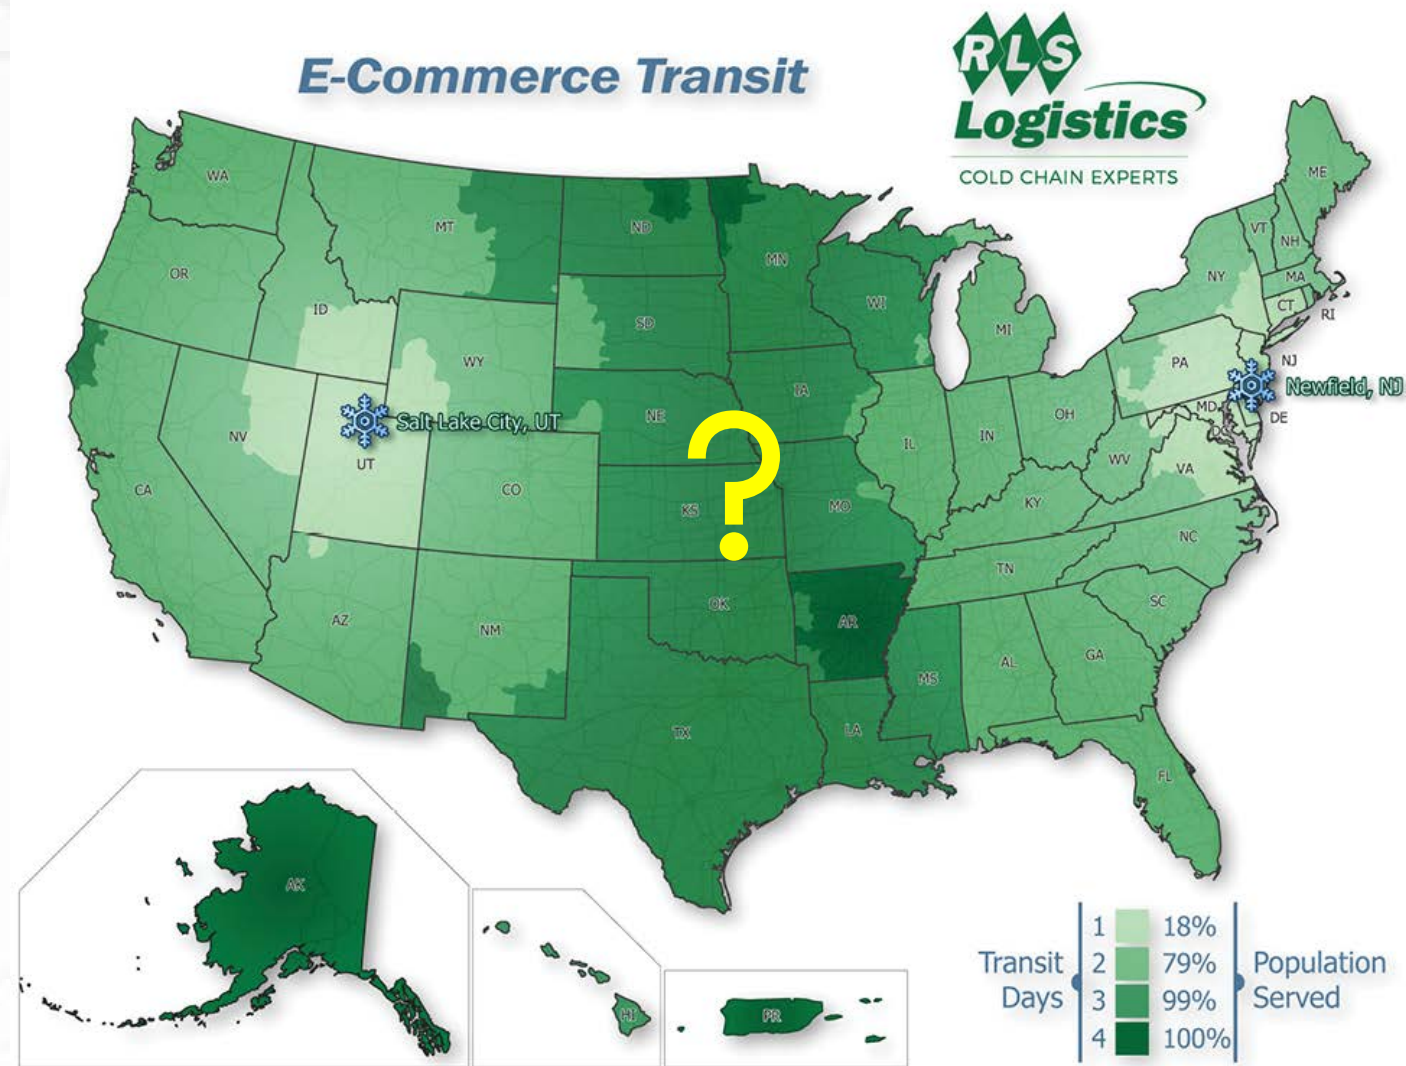 E-Commerce Transit
RLS
Logistics
COLD CHAIN EXPERTS
WA
MT
ND
MN
ME
VT
NH
OR
ID
WY
SD
WI
MI
NY
MA
CT
RI
NV
Salt Lake City, UT
UT
CO
NE
IA
IL
IN
OH
PA
NJ
Newfield, NJ
MD
DE
DC
WV
VA
CA
KS
?
MO
KY
NC
AZ
NM
OK
AR
TN
SC
TX
LA
MS
AL
GA
FL
AK
HI
PR
Transit
Days
1 18%
2 79%
3 99%
4 100%
Population
Served